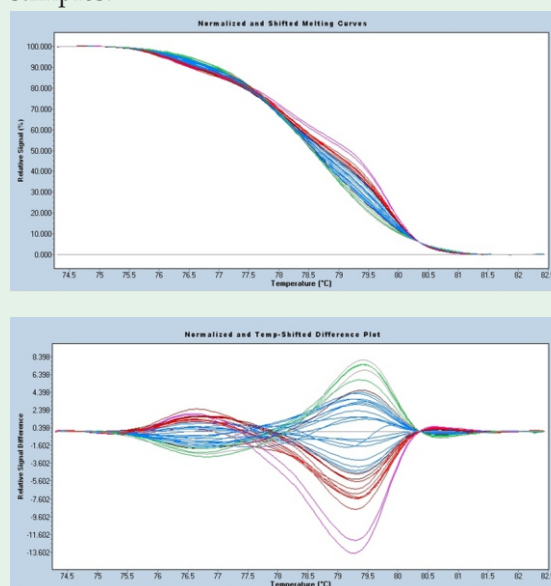 Normalized and Shifted Melting Curves
Relative Signal (%)
100.000
90.000
80.000
70.000
60.000
50.000
40.000
30.000
20.000
10.000
0.000
74.5 75 75.5 76 76.5 77 77.5 78 78.5 79 79.5 80 80.5 81 81.5 82 82.5
Temperature [°C]
Normalized and Temp-Shifted Difference Plot
Relative Signal Difference
8.398
6.398
4.398
2.398
0.398
-1.602
-3.602
-5.602
-7.602
-9.602
-11.602
-13.602
74.5 75 75.5 76 76.5 77 77.5 78 78.5 79 79.5 80 80.5 81 81.5 82
Temperature [°C]